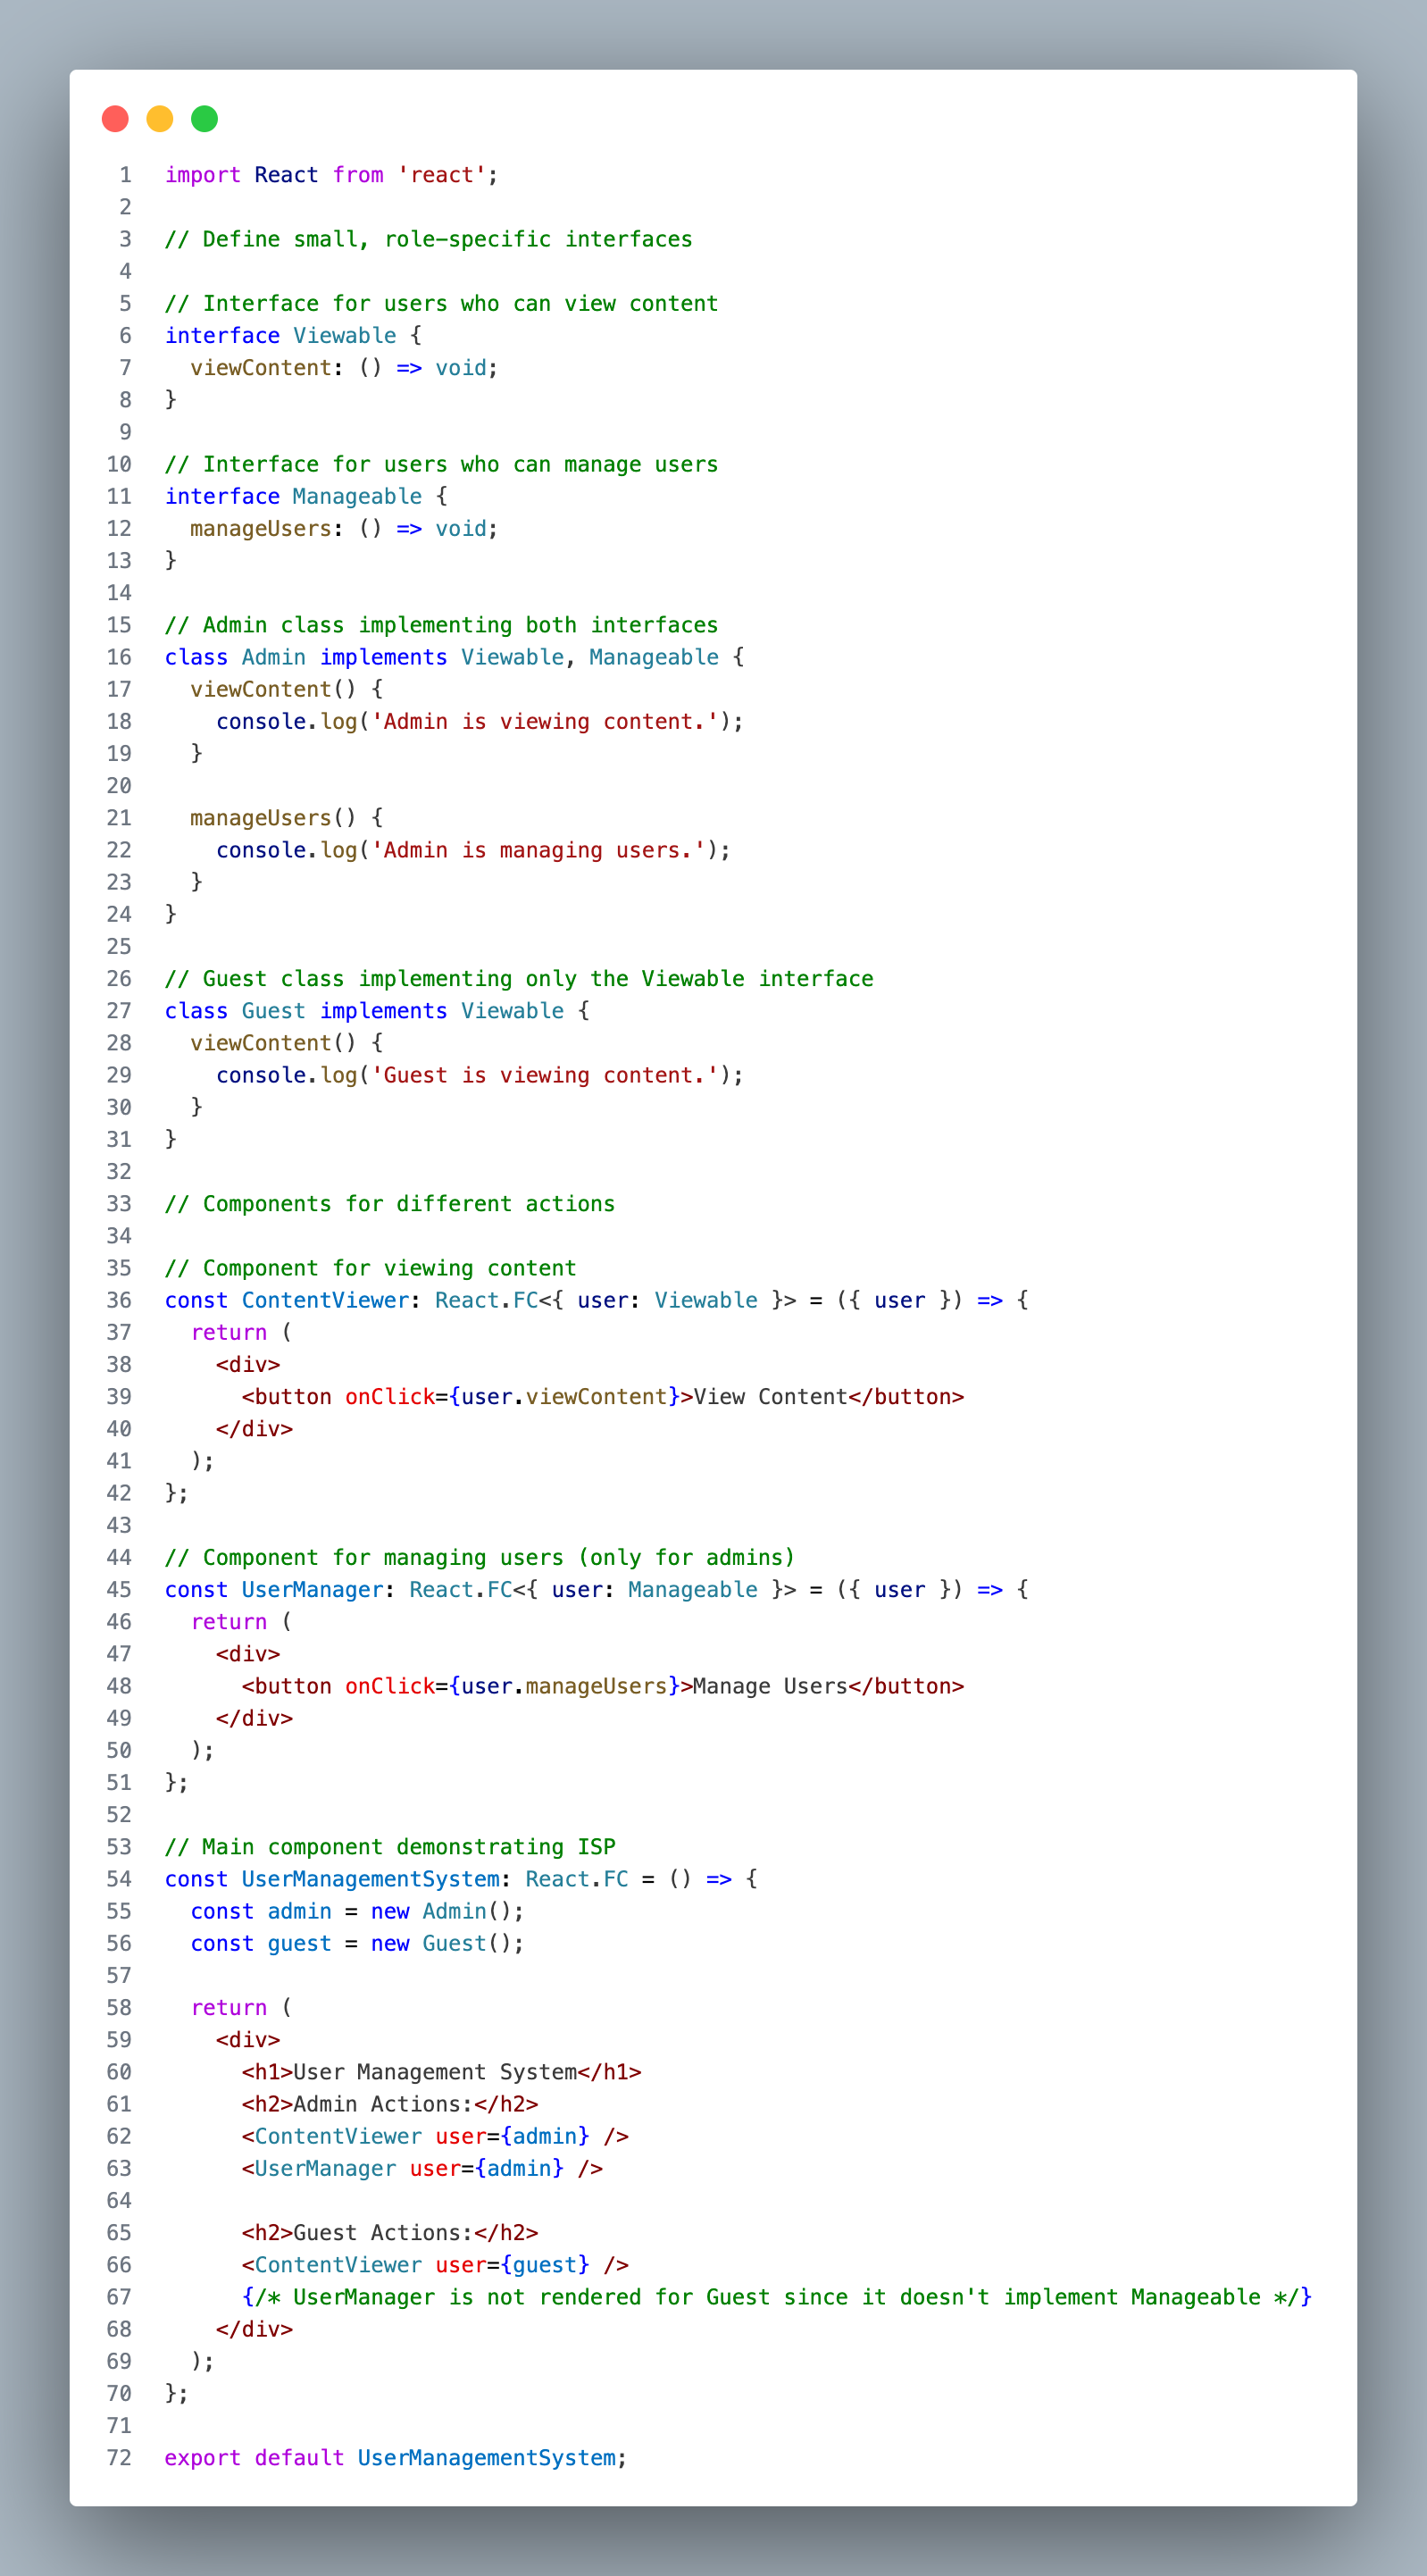 1 import React from 'react';
2
3 // Define small, role-specific interfaces
4
5 // Interface for users who can view content
6 interface Viewable {
7   viewContent: () => void;
8 }
9
10 // Interface for users who can manage users
11 interface Manageable {
12   manageUsers: () => void;
13 }
14
15 // Admin class implementing both interfaces
16 class Admin implements Viewable, Manageable {
17   viewContent() {
18     console.log('Admin is viewing content.');
19   }
20
21   manageUsers() {
22     console.log('Admin is managing users.');
23   }
24 }
25
26 // Guest class implementing only the Viewable interface
27 class Guest implements Viewable {
28   viewContent() {
29     console.log('Guest is viewing content.');
30   }
31 }
32
33 // Components for different actions
34
35 // Component for viewing content
36 const ContentViewer: React.FC<{ user: Viewable }> = ({ user }) => {
37   return (
38     <div>
39       <button onClick={user.viewContent}>View Content</button>
40     </div>
41   );
42 };
43
44 // Component for managing users (only for admins)
45 const UserManager: React.FC<{ user: Manageable }> = ({ user }) => {
46   return (
47     <div>
48       <button onClick={user.manageUsers}>Manage Users</button>
49     </div>
50   );
51 };
52
53 // Main component demonstrating ISP
54 const UserManagementSystem: React.FC = () => {
55   const admin = new Admin();
56   const guest = new Guest();
57
58   return (
59     <div>
60       <h1>User Management System</h1>
61       <h2>Admin Actions:</h2>
62       <ContentViewer user={admin} />
63       <UserManager user={admin} />
64
65       <h2>Guest Actions:</h2>
66       <ContentViewer user={guest} />
67       {/* UserManager is not rendered for Guest since it doesn't implement Manageable */}
68     </div>
69   );
70 };
71
72 export default UserManagementSystem;